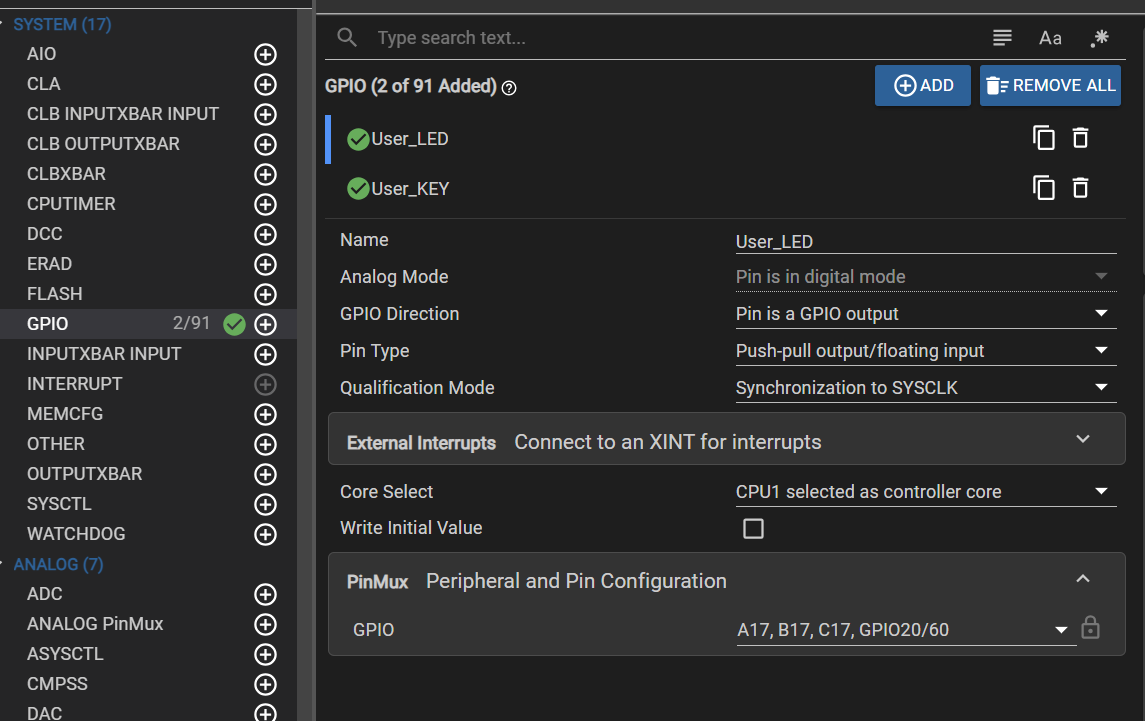 SYSTEM (17)
AIO
CLA
CLB INPUTXBAR INPUT
CLB OUTPUTXBAR
CLBXBAR
CPUTIMER
DCC
ERAD
FLASH
GPIO 2/91
INPUTXBAR INPUT
INTERRUPT
MEMCFG
OTHER
OUTPUTXBAR
SYSCTL
WATCHDOG
ANALOG (7)
ADC
ANALOG PinMux
ASYSCTL
CMPSS
DAC
Type search text... Aa .*
GPIO (2 of 91 Added) ? ADD REMOVE ALL
User_LED
User_KEY
Name User_LED
Analog Mode Pin is in digital mode
GPIO Direction Pin is a GPIO output
Pin Type Push-pull output/floating input
Qualification Mode Synchronization to SYSCLK
External Interrupts Connect to an XINT for interrupts
Core Select CPU1 selected as controller core
Write Initial Value
PinMux Peripheral and Pin Configuration
GPIO A17, B17, C17, GPIO20/60